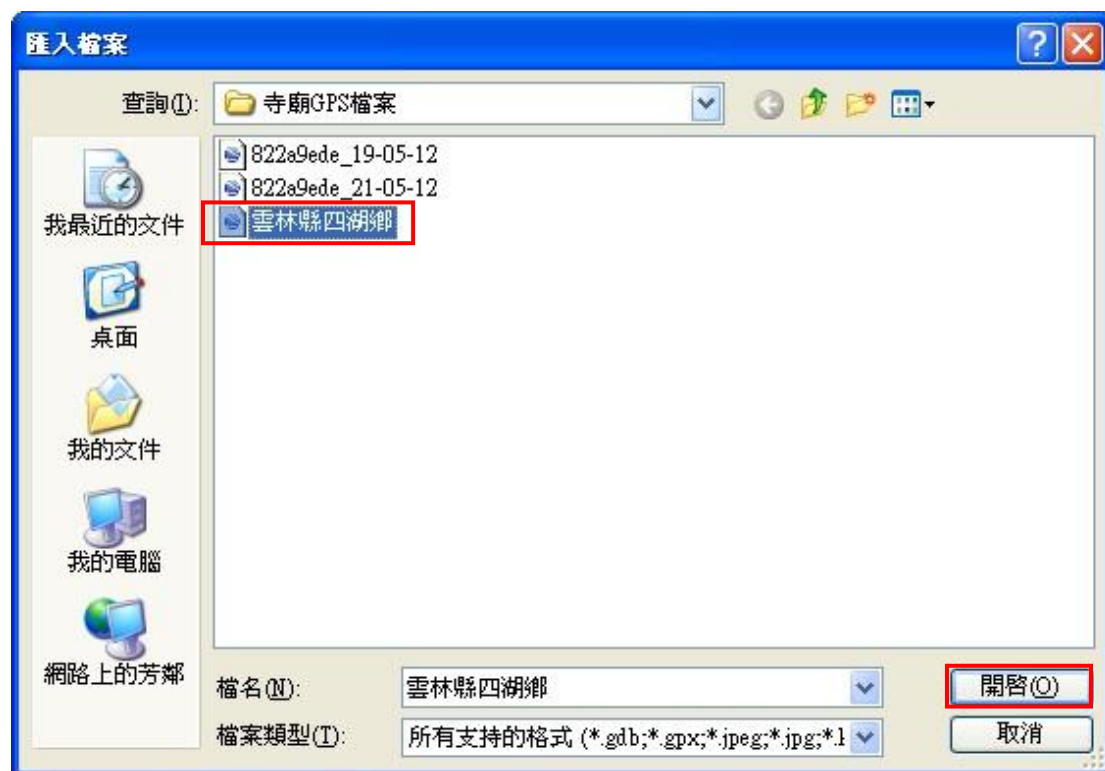 匯入檔案
查詢(I): 寺廟GPS檔案
822a9ede_19-05-12
822a9ede_21-05-12
雲林縣四湖鄉
我最近的文件
桌面
我的文件
我的電腦
網路上的芳鄰
檔名(N): 雲林縣四湖鄉 開啓(O)
檔案類型(T): 所有支持的格式 (*.gdb;*.gpx;*.jpeg;*.jpg;*.l 取消